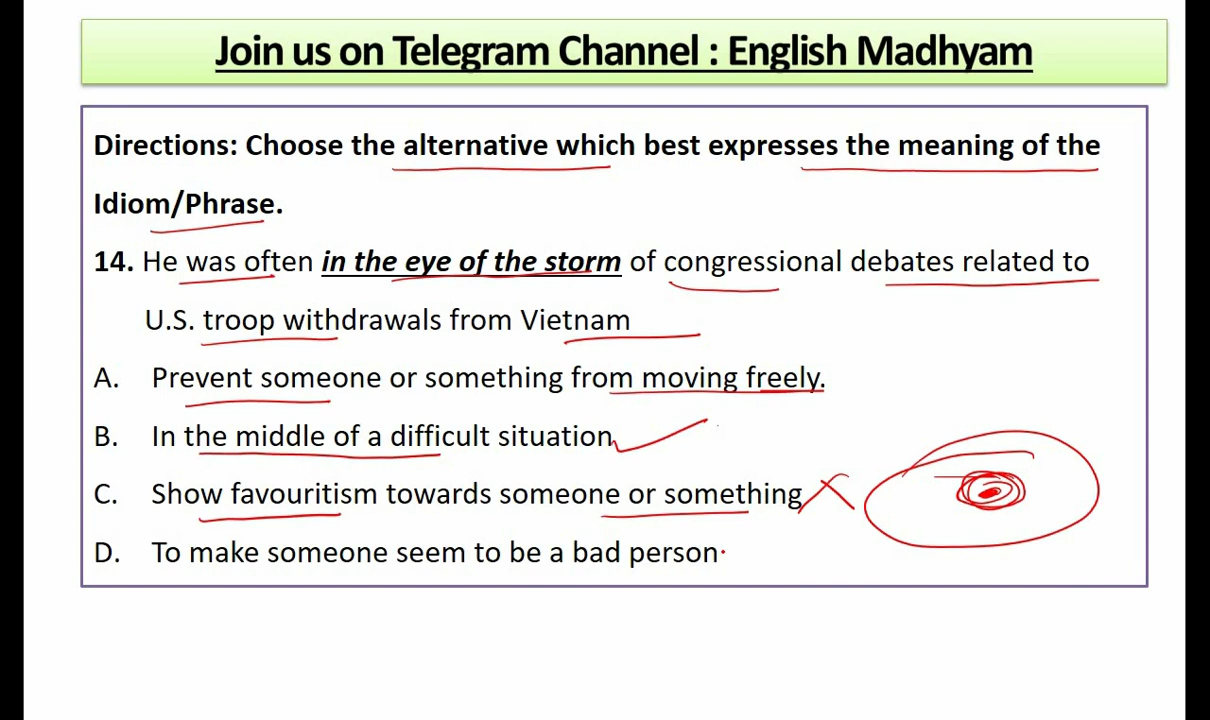 Join us on Telegram Channel : English Madhyam
Directions: Choose the alternative which best expresses the meaning of the
Idiom/Phrase.
14. He was often in the eye of the storm of congressional debates related to
U.S. troop withdrawals from Vietnam
A. Prevent someone or something from moving freely.
B. In the middle of a difficult situation
C. Show favouritism towards someone or something
D. To make someone seem to be a bad person